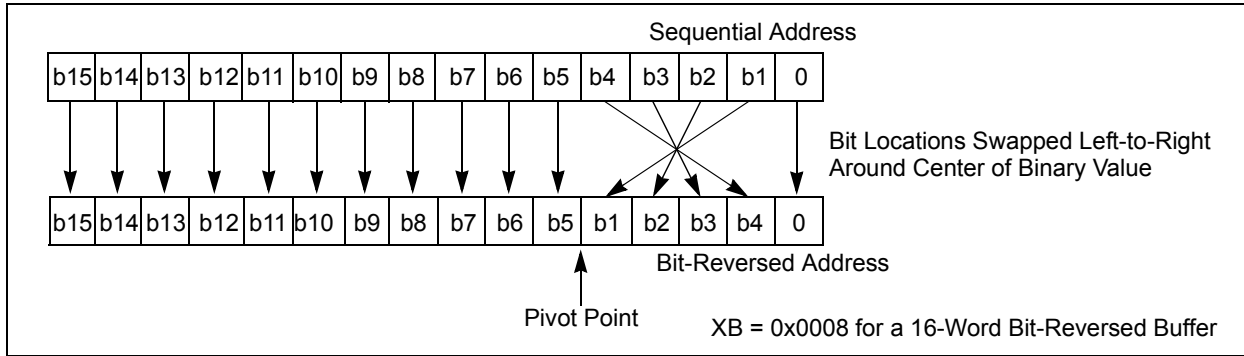 Sequential Address
b15 b14 b13 b12 b11 b10 b9 b8 b7 b6 b5 b4 b3 b2 b1 0
Bit Locations Swapped Left-to-Right
Around Center of Binary Value
b15 b14 b13 b12 b11 b10 b9 b8 b7 b6 b5 b1 b2 b3 b4 0
Bit-Reversed Address
Pivot Point
XB = 0x0008 for a 16-Word Bit-Reversed Buffer